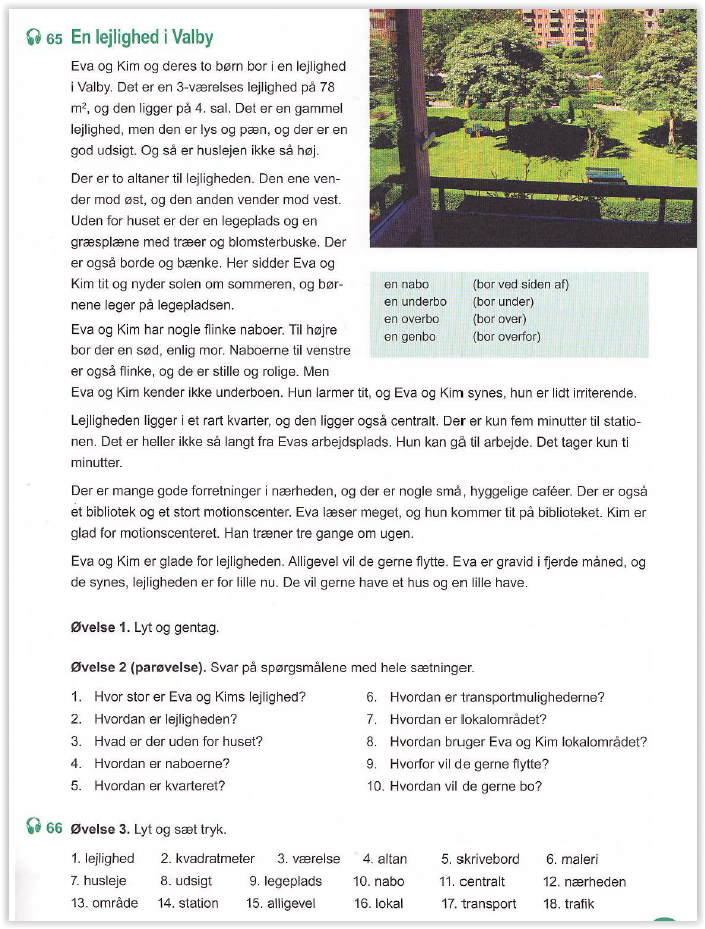 65 En lejlighed i Valby
Eva og Kim og deres to børn bor i en lejlighed
i Valby. Det er en 3-værelses lejlighed på 78
m², og den ligger på 4. sal. Det er en gammel
lejlighed, men den er lys og pæn, og der er en
god udsigt. Og så er huslejen ikke så høj.
Der er to altaner til lejligheden. Den ene ven-
der mod øst, og den anden vender mod vest.
Uden for huset er der en legeplads og en
græsplæne med træer og blomsterbuske. Der
er også borde og bænke. Her sidder Eva og
Kim tit og nyder solen om sommeren, og bør-
nene leger på legepladsen.
Eva og Kim har nogle flinke naboer. Til højre
bor der en sød, enlig mor. Naboerne til venstre
er også flinke, og de er stille og rolige. Men
Eva og Kim kender ikke underboen. Hun larmer tit, og Eva og Kim synes, hun er lidt irriterende.
en nabo (bor ved siden af)
en underbo (bor under)
en overbo (bor over)
en genbo (bor overfor)
Lejligheden ligger i et rart kvarter, og den ligger også centralt. Der er kun fem minutter til statio-
nen. Det er heller ikke så langt fra Evas arbejdsplads. Hun kan gå til arbejde. Det tager kun ti
minutter.
Der er mange gode forretninger i nærheden, og der er nogle små, hyggelige caféer. Der er også
et bibliotek og et stort motionscenter. Eva læser meget, og hun kommer tit på biblioteket. Kim er
glad for motionscenteret. Han træner tre gange om ugen.
Eva og Kim er glade for lejligheden. Alligevel vil de gerne flytte. Eva er gravid i fjerde måned, og
de synes, lejligheden er for lille nu. De vil gerne have et hus og en lille have.
Øvelse 1. Lyt og gentag.
Øvelse 2 (parøvelse). Svar på spørgsmålene med hele sætninger.
1. Hvor stor er Eva og Kims lejlighed?
2. Hvordan er lejligheden?
3. Hvad er der uden for huset?
4. Hvordan er naboerne?
5. Hvordan er kvarteret?
6. Hvordan er transportmulighederne?
7. Hvordan er lokalområdet?
8. Hvordan bruger Eva og Kim lokalområdet?
9. Hvorfor vil de gerne flytte?
10. Hvordan vil de gerne bo?
66 Øvelse 3. Lyt og sæt tryk.
1. lejlighed 2. kvadratmeter 3. værelse 4. altan 5. skrivebord 6. maleri
7. husleje 8. udsigt 9. legeplads 10. nabo 11. centralt 12. nærheden
13. område 14. station 15. alligevel 16. lokal 17. transport 18. trafik